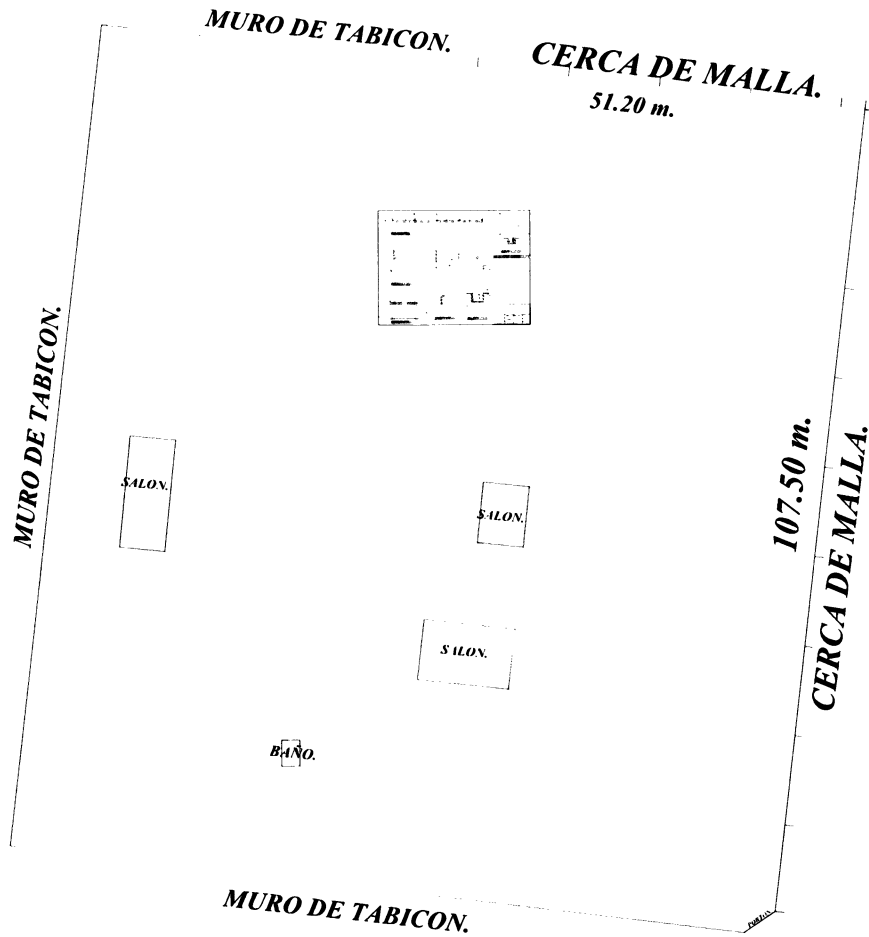 MURO DE TABICON.
CERCA DE MALLA.
51.20 m.
MURO DE TABICON.
107.50 m.
CERCA DE MALLA.
SALON.
SALON.
SALON.
BAÑO.
MURO DE TABICON.
PORTON